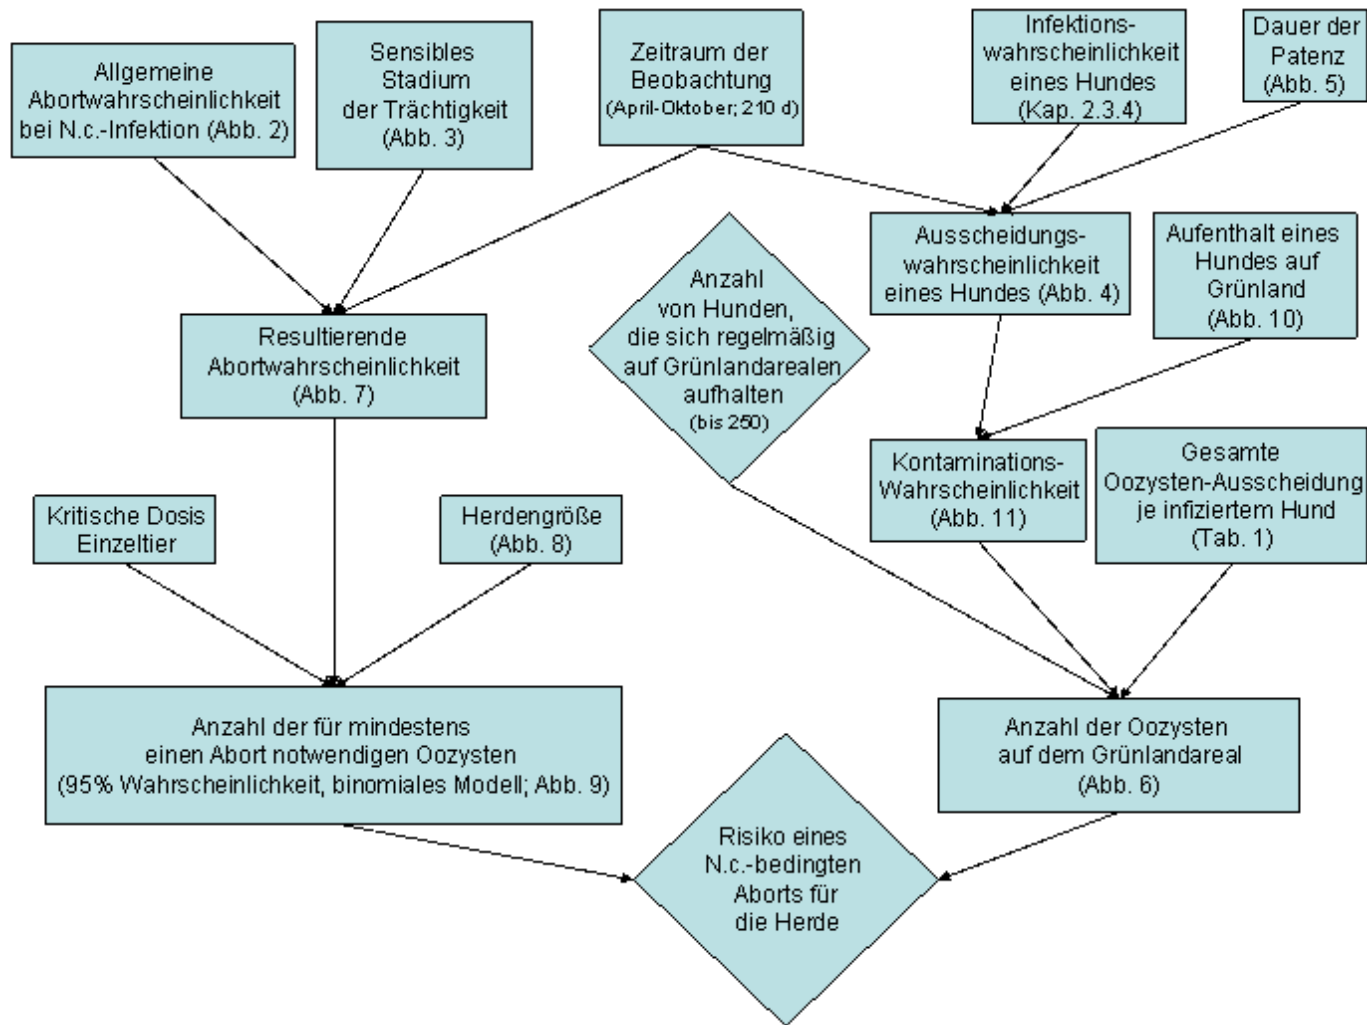 Allgemeine
Abortwahrscheinlichkeit
bei N.c.-Infektion (Abb. 2)
Sensibles
Stadium
der Trächtigkeit
(Abb. 3)
Zeitraum der
Beobachtung
(April-Oktober; 210 d)
Infektions-
wahrscheinlichkeit
eines Hundes
(Kap. 2.3.4)
Dauer der
Patenz
(Abb. 5)
Anzahl
von Hunden,
die sich regelmäßig
auf Grünlandarealen
aufhalten
(bis 250)
Ausscheidungs-
wahrscheinlichkeit
eines Hundes (Abb. 4)
Aufenthalt eines
Hundes auf
Grünland
(Abb. 10)
Resultierende
Abortwahrscheinlichkeit
(Abb. 7)
Kontaminations-
Wahrscheinlichkeit
(Abb. 11)
Gesamte
Oozysten-Ausscheidung
je infiziertem Hund
(Tab. 1)
Kritische Dosis
Einzeltier
Herdengröße
(Abb. 8)
Anzahl der für mindestens
einen Abort notwendigen Oozysten
(95% Wahrscheinlichkeit, binomiales Modell; Abb. 9)
Anzahl der Oozysten
auf dem Grünlandareal
(Abb. 6)
Risiko eines
N.c.-bedingten
Aborts für
die Herde